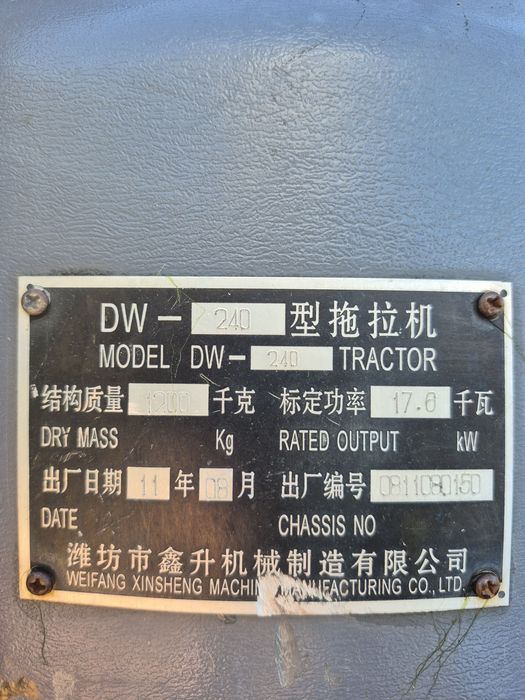 DW-240型拖拉机
MODEL DW-240 TRACTOR
结构质量 1200 千克 标定功率 17.6 千瓦
DRY MASS Kg RATED OUTPUT kW
出厂日期 11 年 08 月 出厂编号 0811080150
DATE CHASSIS NO
潍坊市鑫升机械制造有限公司
WEIFANG XINSHENG MACHIN MANUFACTURING CO.,LTD.